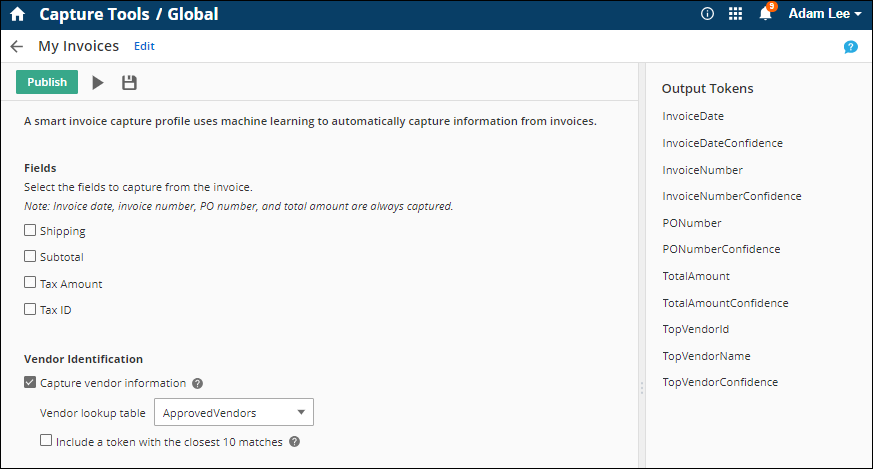 Capture Tools / Global
3
Adam Lee
My Invoices Edit
?
Publish
A smart invoice capture profile uses machine learning to automatically capture information from invoices.
Fields
Select the fields to capture from the invoice.
Note: Invoice date, invoice number, PO number, and total amount are always captured.
Shipping
Subtotal
Tax Amount
Tax ID
Vendor Identification
Capture vendor information ?
Vendor lookup table ApprovedVendors
Include a token with the closest 10 matches ?
Output Tokens
InvoiceDate
InvoiceDateConfidence
InvoiceNumber
InvoiceNumberConfidence
PONumber
PONumberConfidence
TotalAmount
TotalAmountConfidence
TopVendorId
TopVendorName
TopVendorConfidence